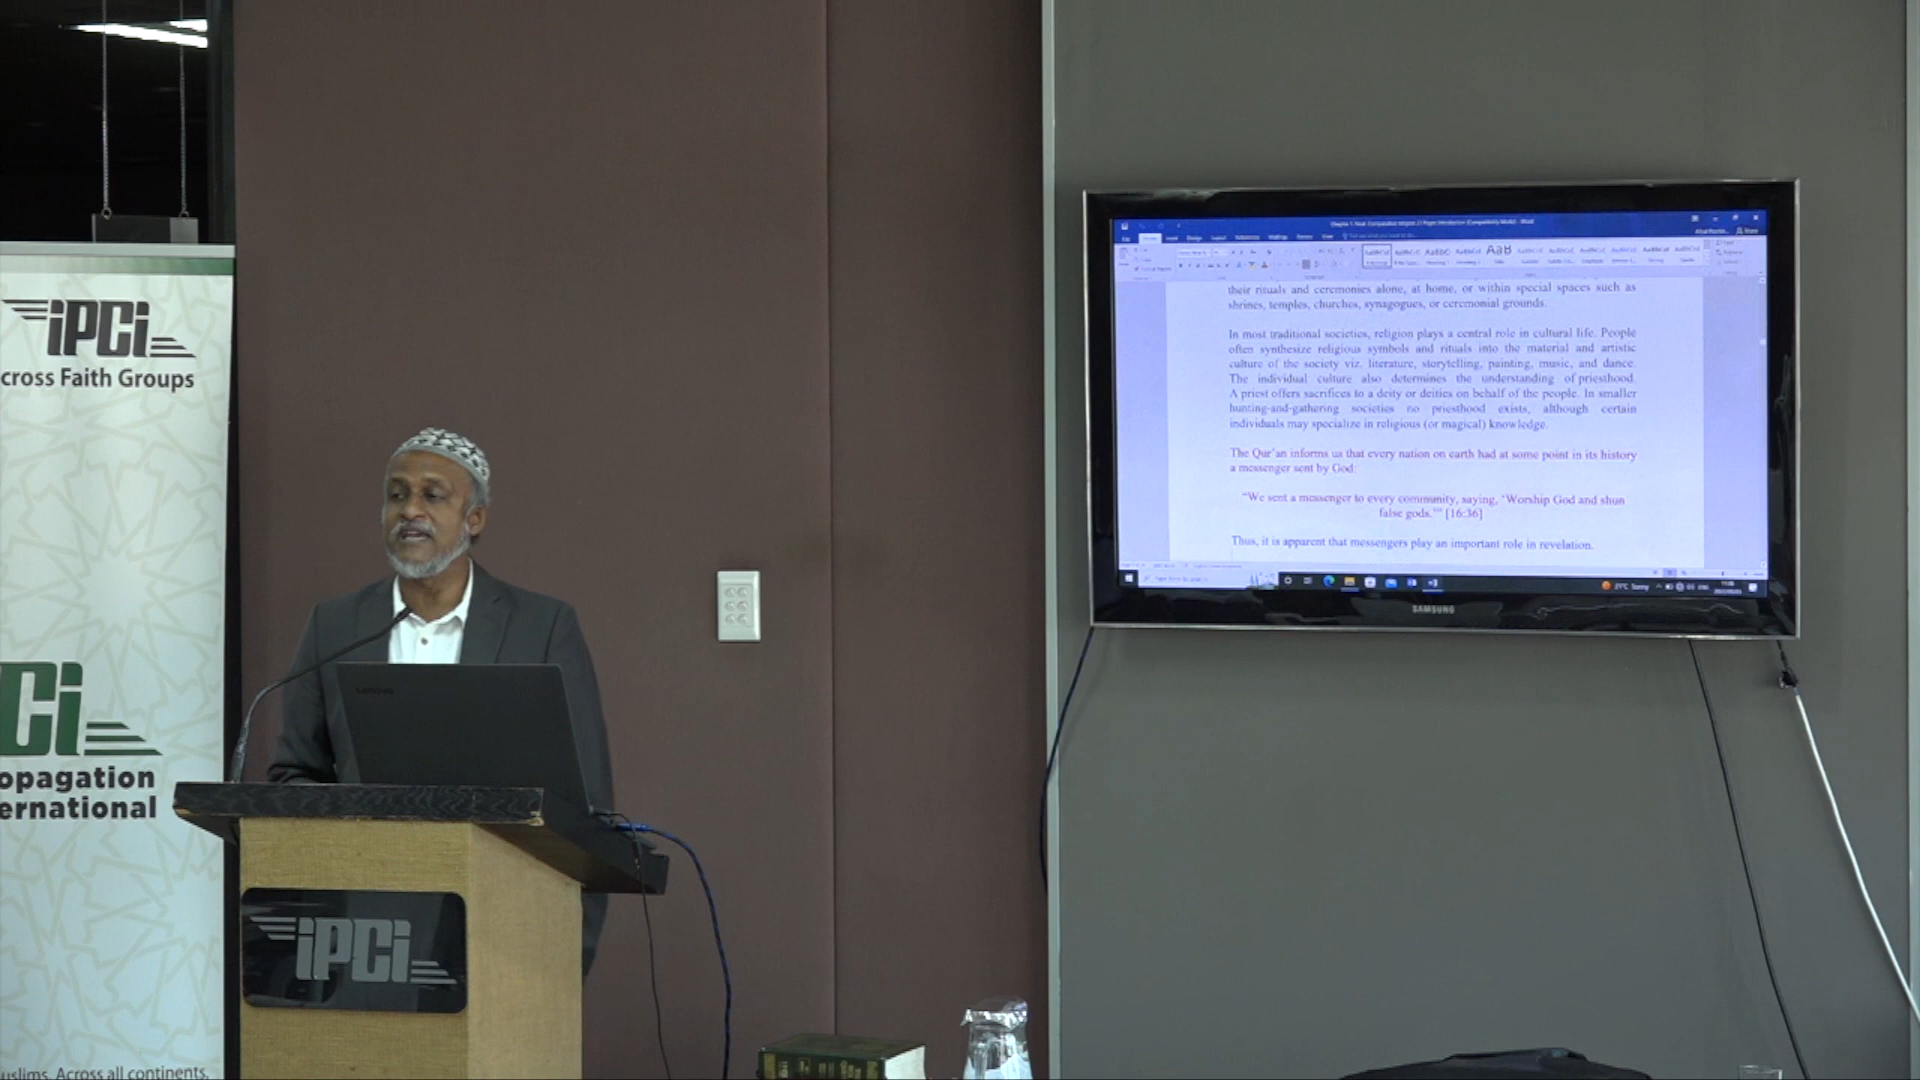 iPCi
cross Faith Groups
Ci
opagation
ernational
uslims. Across all continents.
iPCi
Lenovo
their rituals and ceremonies alone, at home, or within special spaces such as
shrines, temples, churches, synagogues, or ceremonial grounds.
In most traditional societies, religion plays a central role in cultural life. People
often synthesize religious symbols and rituals into the material and artistic
culture of the society viz. literature, storytelling, painting, music, and dance.
The individual culture also determines the understanding of priesthood.
A priest offers sacrifices to a deity or deities on behalf of the people. In smaller
hunting-and-gathering societies no priesthood exists, although certain
individuals may specialize in religious (or magical) knowledge.
The Qur'an informs us that every nation on earth had at some point in its history
a messenger sent by God:
"We sent a messenger to every community, saying, 'Worship God and shun
false gods.'" [16:36]
Thus, it is apparent that messengers play an important role in revelation.
21°C Sunny
SAMSUNG